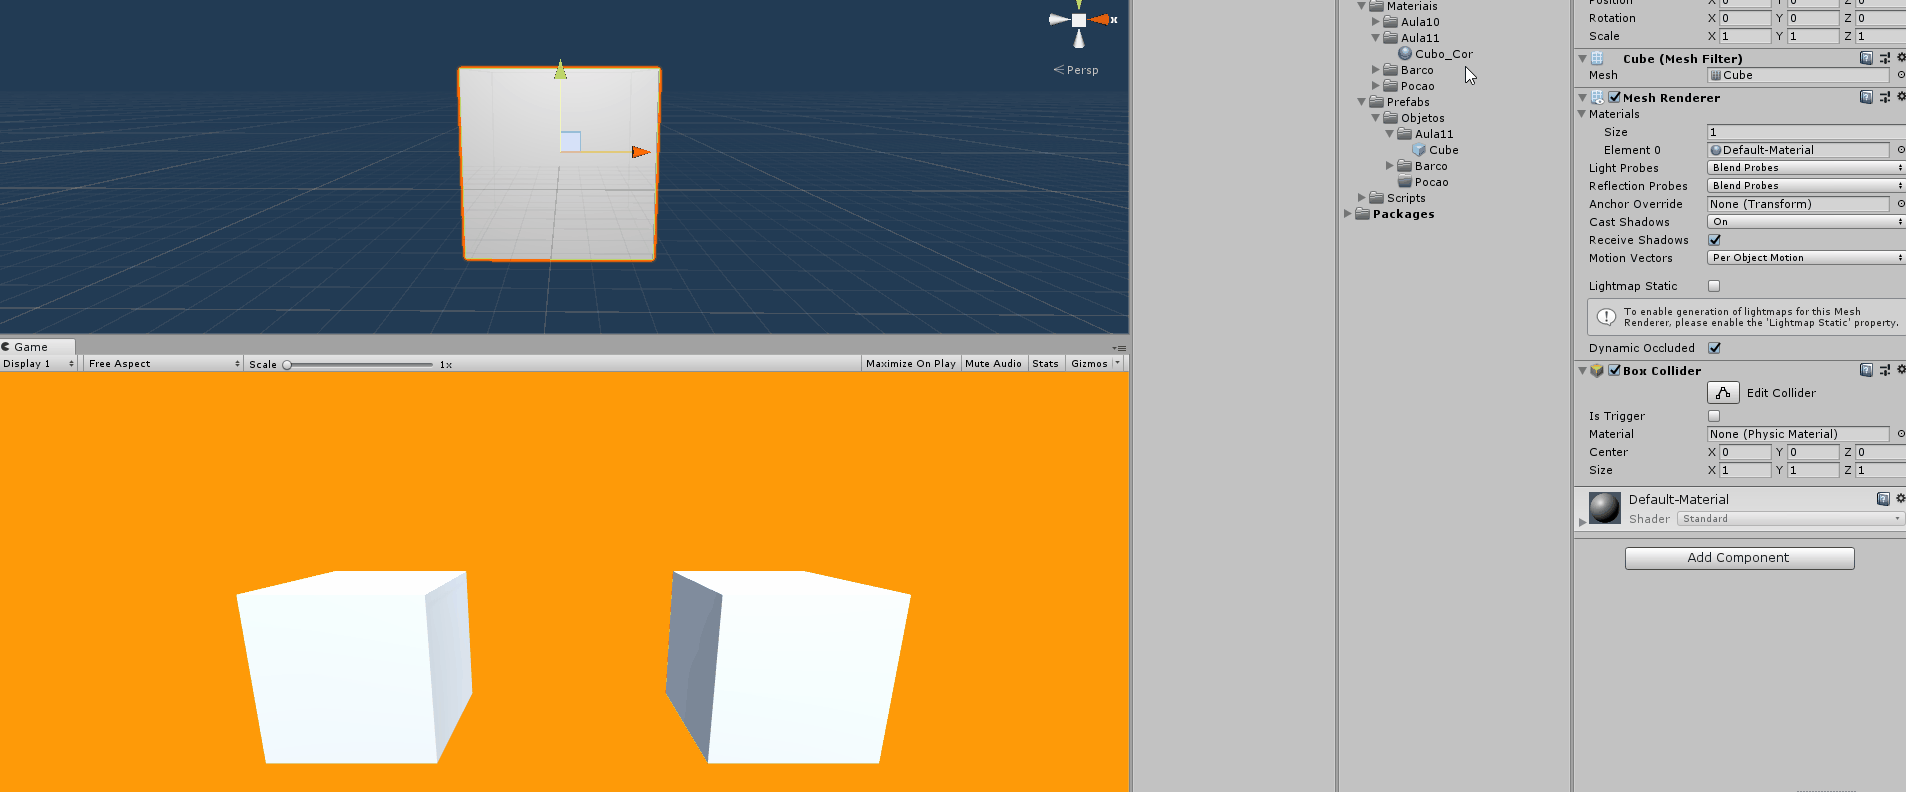 x
Persp
Game
Display 1 Free Aspect Scale 1x Maximize On Play Mute Audio Stats Gizmos
Materiais
Aula10
Aula11
Cubo_Cor
Barco
Pocao
Prefabs
Objetos
Aula11
Cube
Barco
Pocao
Scripts
Packages
Position X 0 Y 0 Z 0
Rotation X 0 Y 0 Z 0
Scale X 1 Y 1 Z 1
Cube (Mesh Filter)
Mesh Cube
Mesh Renderer
Materials
Size 1
Element 0 Default-Material
Light Probes Blend Probes
Reflection Probes Blend Probes
Anchor Override None (Transform)
Cast Shadows On
Receive Shadows
Motion Vectors Per Object Motion
Lightmap Static
To enable generation of lightmaps for this Mesh
Renderer, please enable the 'Lightmap Static' property.
Dynamic Occluded
Box Collider
Edit Collider
Is Trigger
Material None (Physic Material)
Center X 0 Y 0 Z 0
Size X 1 Y 1 Z 1
Default-Material
Shader Standard
Add Component